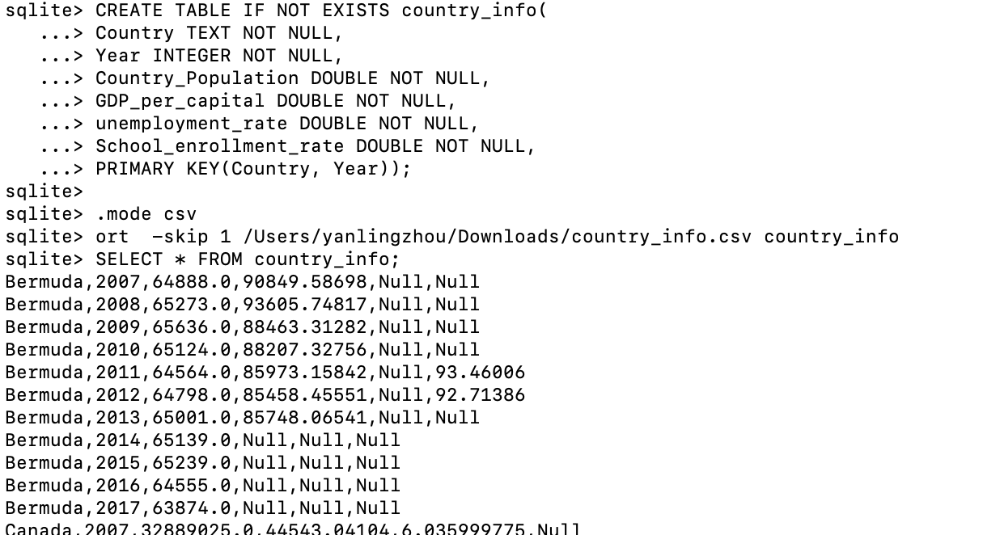 sqlite> CREATE TABLE IF NOT EXISTS country_info(
   ...> Country TEXT NOT NULL,
   ...> Year INTEGER NOT NULL,
   ...> Country_Population DOUBLE NOT NULL,
   ...> GDP_per_capital DOUBLE NOT NULL,
   ...> unemployment_rate DOUBLE NOT NULL,
   ...> School_enrollment_rate DOUBLE NOT NULL,
   ...> PRIMARY KEY(Country, Year));
sqlite>
sqlite> .mode csv
sqlite> ort  -skip 1 /Users/yanlingzhou/Downloads/country_info.csv country_info
sqlite> SELECT * FROM country_info;
Bermuda,2007,64888.0,90849.58698,Null,Null
Bermuda,2008,65273.0,93605.74817,Null,Null
Bermuda,2009,65636.0,88463.31282,Null,Null
Bermuda,2010,65124.0,88207.32756,Null,Null
Bermuda,2011,64564.0,85973.15842,Null,93.46006
Bermuda,2012,64798.0,85458.45551,Null,92.71386
Bermuda,2013,65001.0,85748.06541,Null,Null
Bermuda,2014,65139.0,Null,Null,Null
Bermuda,2015,65239.0,Null,Null,Null
Bermuda,2016,64555.0,Null,Null,Null
Bermuda,2017,63874.0,Null,Null,Null
Canada,2007,32889025.0,44543.04104,6.035999775,Null